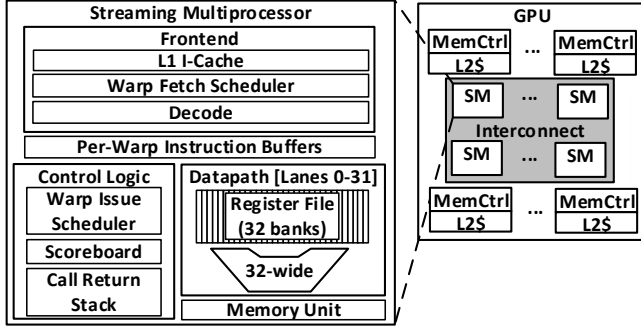 Streaming Multiprocessor
Frontend
L1 I-Cache
Warp Fetch Scheduler
Decode
Per-Warp Instruction Buffers
Control Logic
Warp Issue
Scheduler
Scoreboard
Call Return
Stack
Datapath [Lanes 0-31]
Register File
(32 banks)
32-wide
Memory Unit
GPU
MemCtrl ... MemCtrl
L2$ L2$
SM ... SM
Interconnect
SM ... SM
MemCtrl ... MemCtrl
L2$ L2$